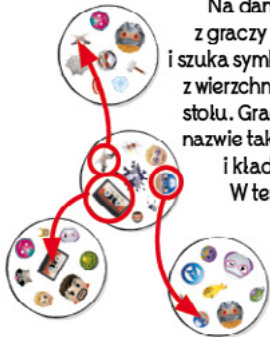 Na dan
z graczy
i szuka symb
z wierzchn
stołu. Gra
nazwie tak
i kład
W te